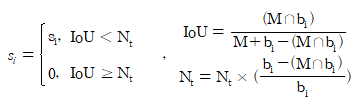 s_i = { s_i, IoU < N_t
0, IoU ≥ N_t ,
IoU = (M∩b_i) / M+b_i−(M∩b_i)
N_t = N_t × (b_i−(M∩b_i) / b_i)